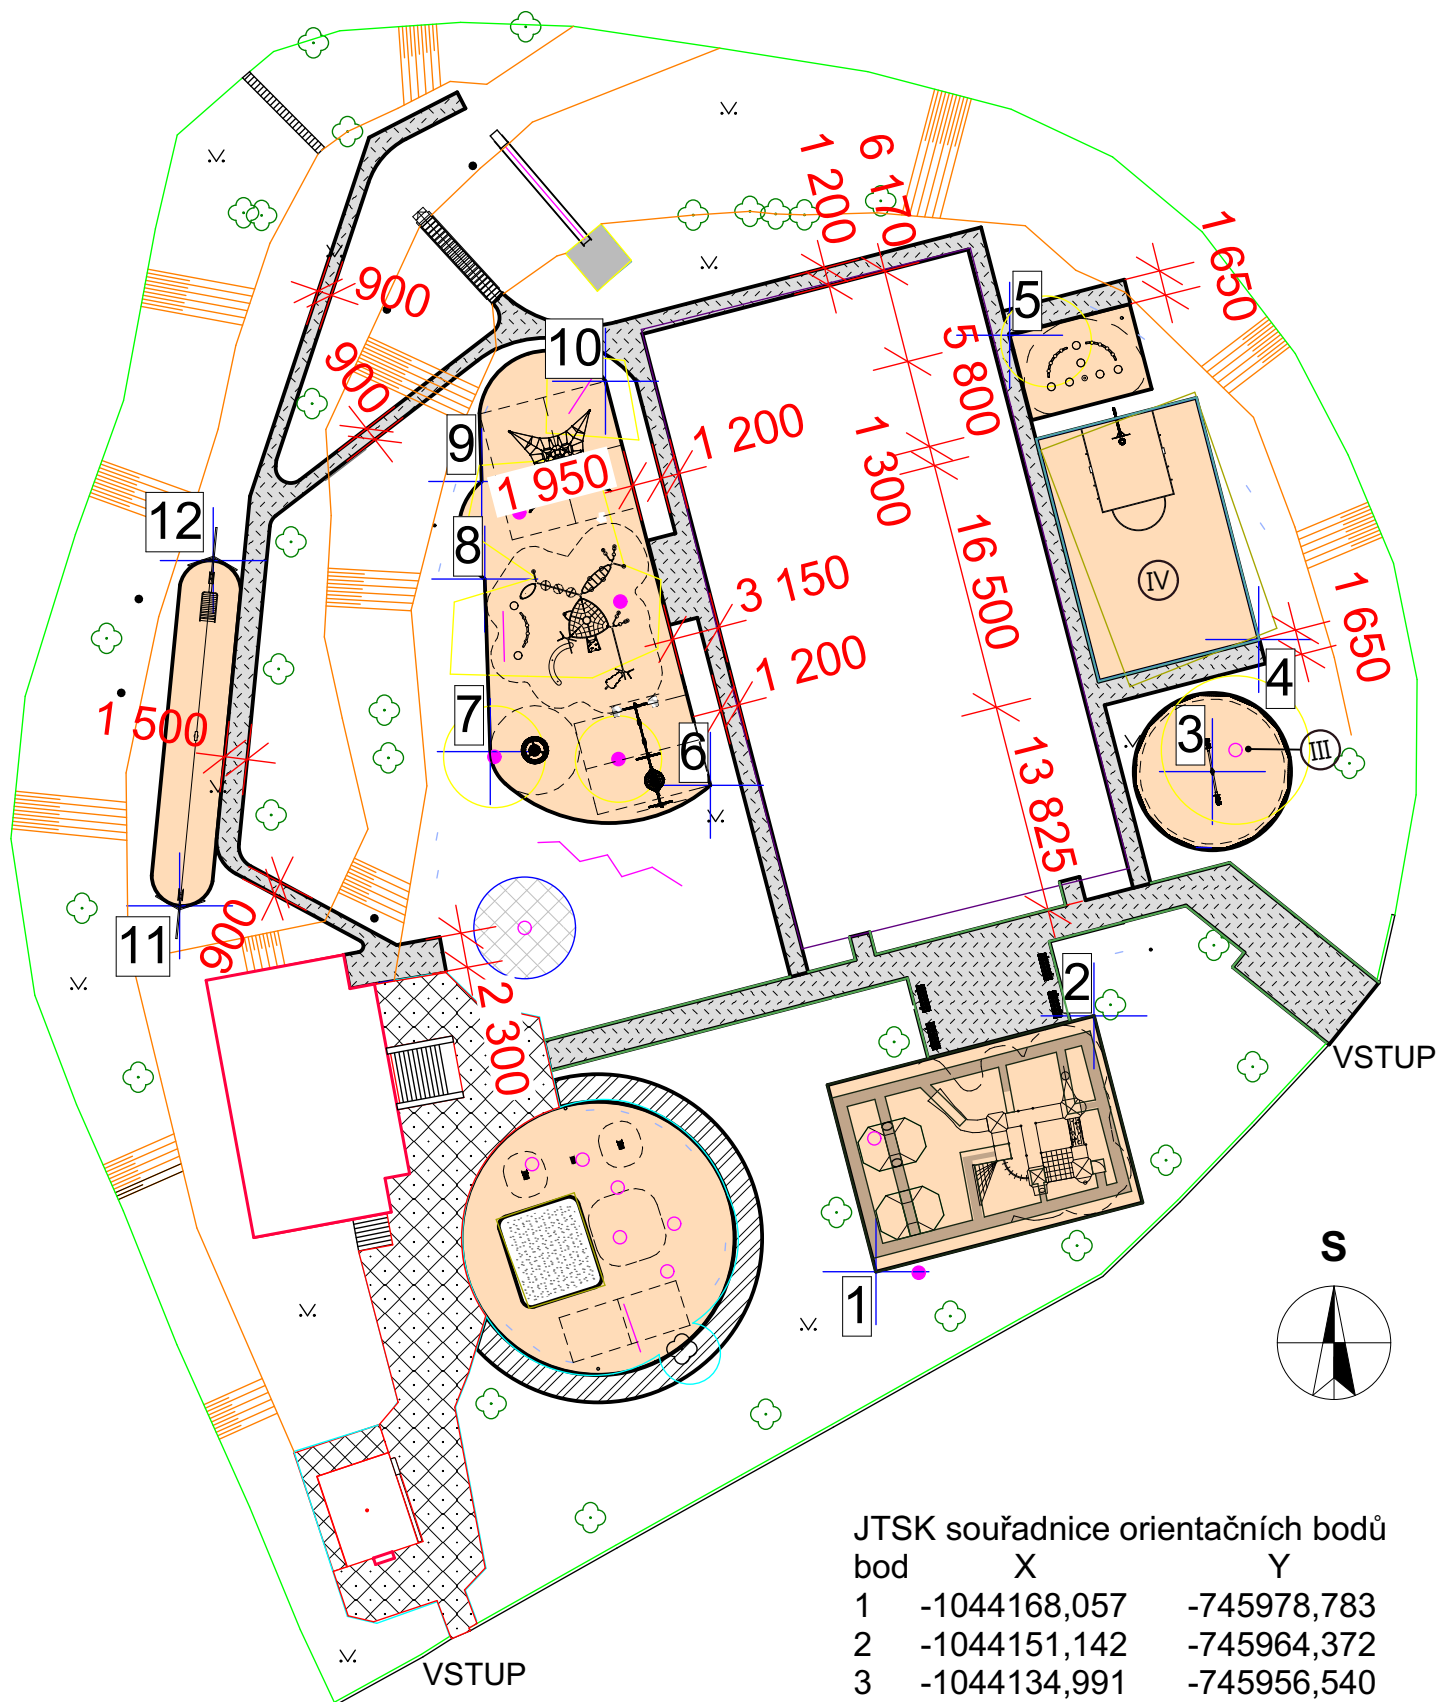 1 200
6 170
1 650
900
5
10
5 800
900
1 200
9
1 300
1 950
12
8
16 500
IV
3 150
1 650
1 200
4
7
6
3
III
1 500
13 825
900
11
2
2 300
VSTUP
1
S
JTSK souřadnice orientačních bodů
bod X Y
1 -1044168,057 -745978,783
2 -1044151,142 -745964,372
3 -1044134,991 -745956,540
VSTUP